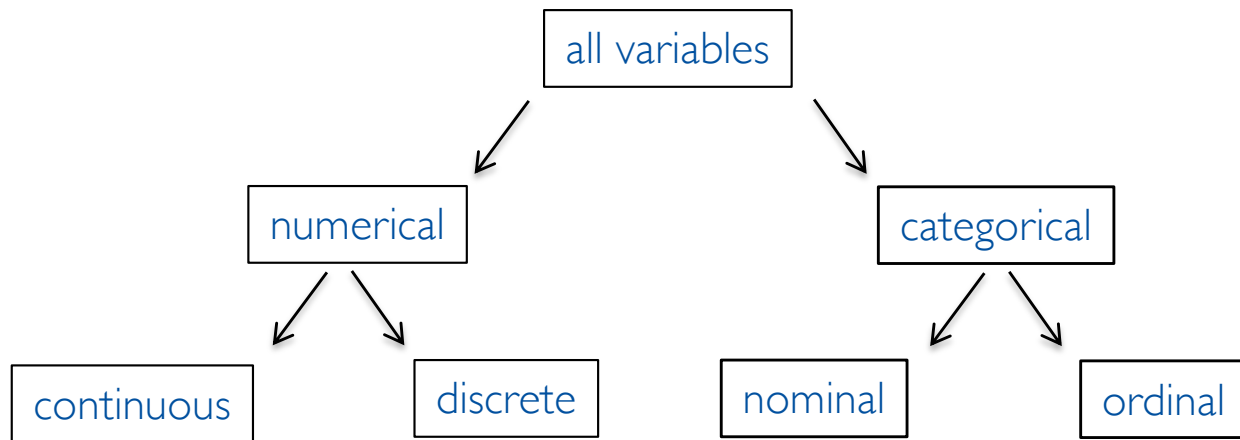 all variables
numerical
categorical
continuous
discrete
nominal
ordinal